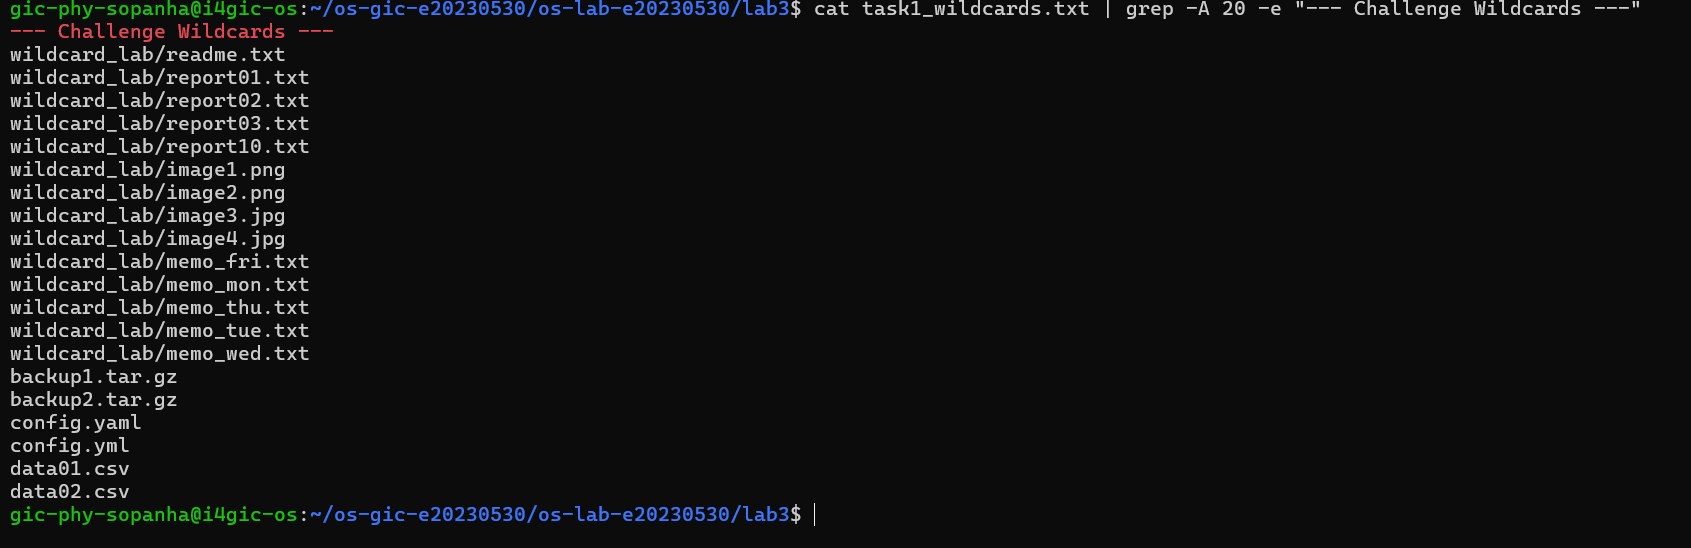 gic-phy-sopanha@i4gic-os:~/os-gic-e20230530/os-lab-e20230530/lab3$ cat task1_wildcards.txt | grep -A 20 -e "--- Challenge Wildcards ---"
--- Challenge Wildcards ---
wildcard_lab/readme.txt
wildcard_lab/report01.txt
wildcard_lab/report02.txt
wildcard_lab/report03.txt
wildcard_lab/report10.txt
wildcard_lab/image1.png
wildcard_lab/image2.png
wildcard_lab/image3.jpg
wildcard_lab/image4.jpg
wildcard_lab/memo_fri.txt
wildcard_lab/memo_mon.txt
wildcard_lab/memo_thu.txt
wildcard_lab/memo_tue.txt
wildcard_lab/memo_wed.txt
backup1.tar.gz
backup2.tar.gz
config.yaml
config.yml
data01.csv
data02.csv
gic-phy-sopanha@i4gic-os:~/os-gic-e20230530/os-lab-e20230530/lab3$